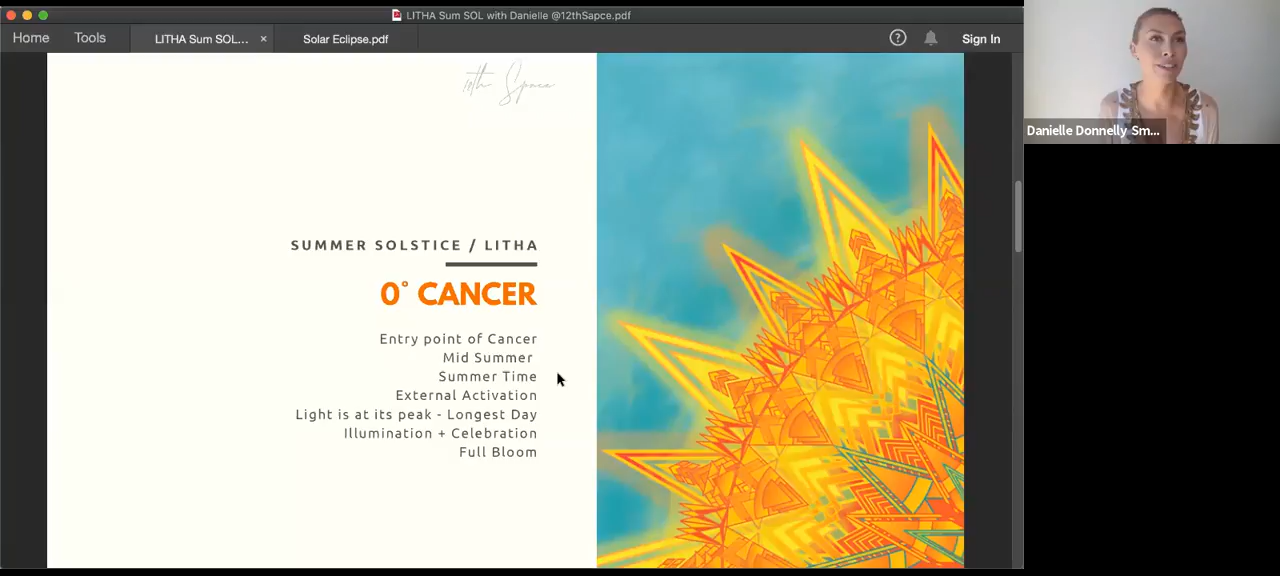 LITHA Sum SOL with Danielle @12thSapce.pdf
Home
Tools
LITHA Sum SOL...
×
Solar Eclipse.pdf
?
Sign In
Danielle Donnelly Sm...
Space
SUMMER SOLSTICE / LITHA
0° CANCER
Entry point of Cancer
Mid Summer
Summer Time
External Activation
Light is at its peak - Longest Day
Illumination + Celebration
Full Bloom